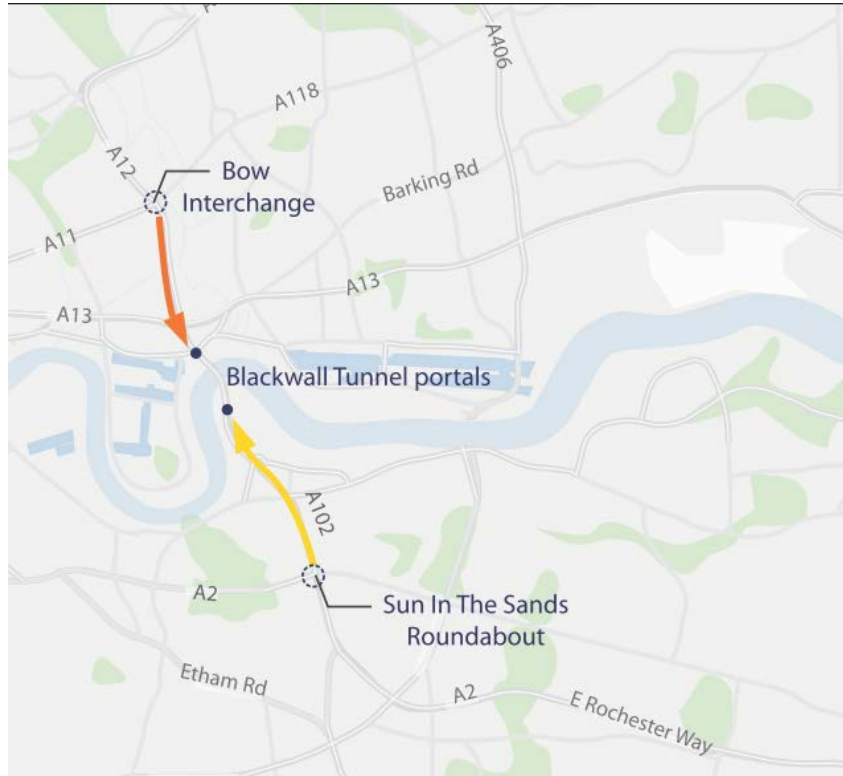 A406
A118
A12
Bow
Interchange
Barking Rd
A11
A13
A13
Blackwall Tunnel portals
A102
A2
Sun In The Sands
Roundabout
Etham Rd
A2
E Rochester Way